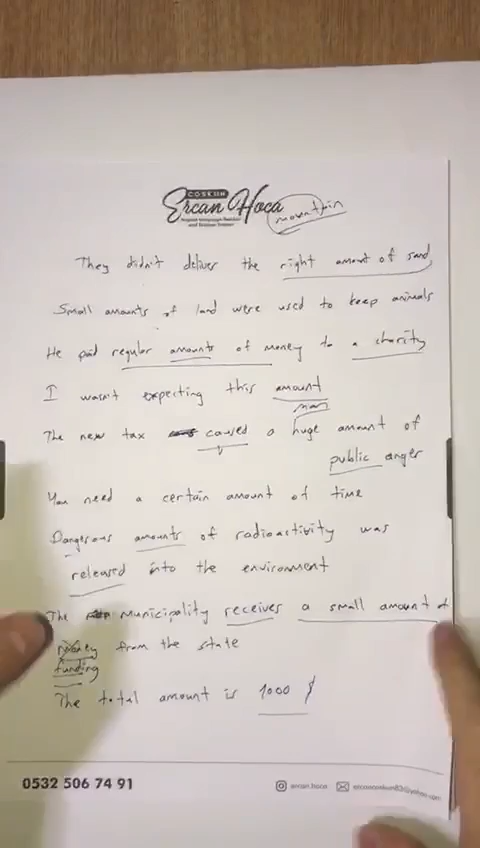 COSKUN
Ercan Hoca
mountain
They didn't deliver the right amount of sand
Small amounts of land were used to keep animals
He paid regular amounts of money to a charity
I wasn't expecting this amount
man
The new tax caused a huge amount of
public anger
You need a certain amount of time
Dangerous amounts of radioactivity was
released into the environment
The Municipality receives a small amount of
money from the state
funding
The total amount is 1000 $
0532 506 74 91
ercan.hoca